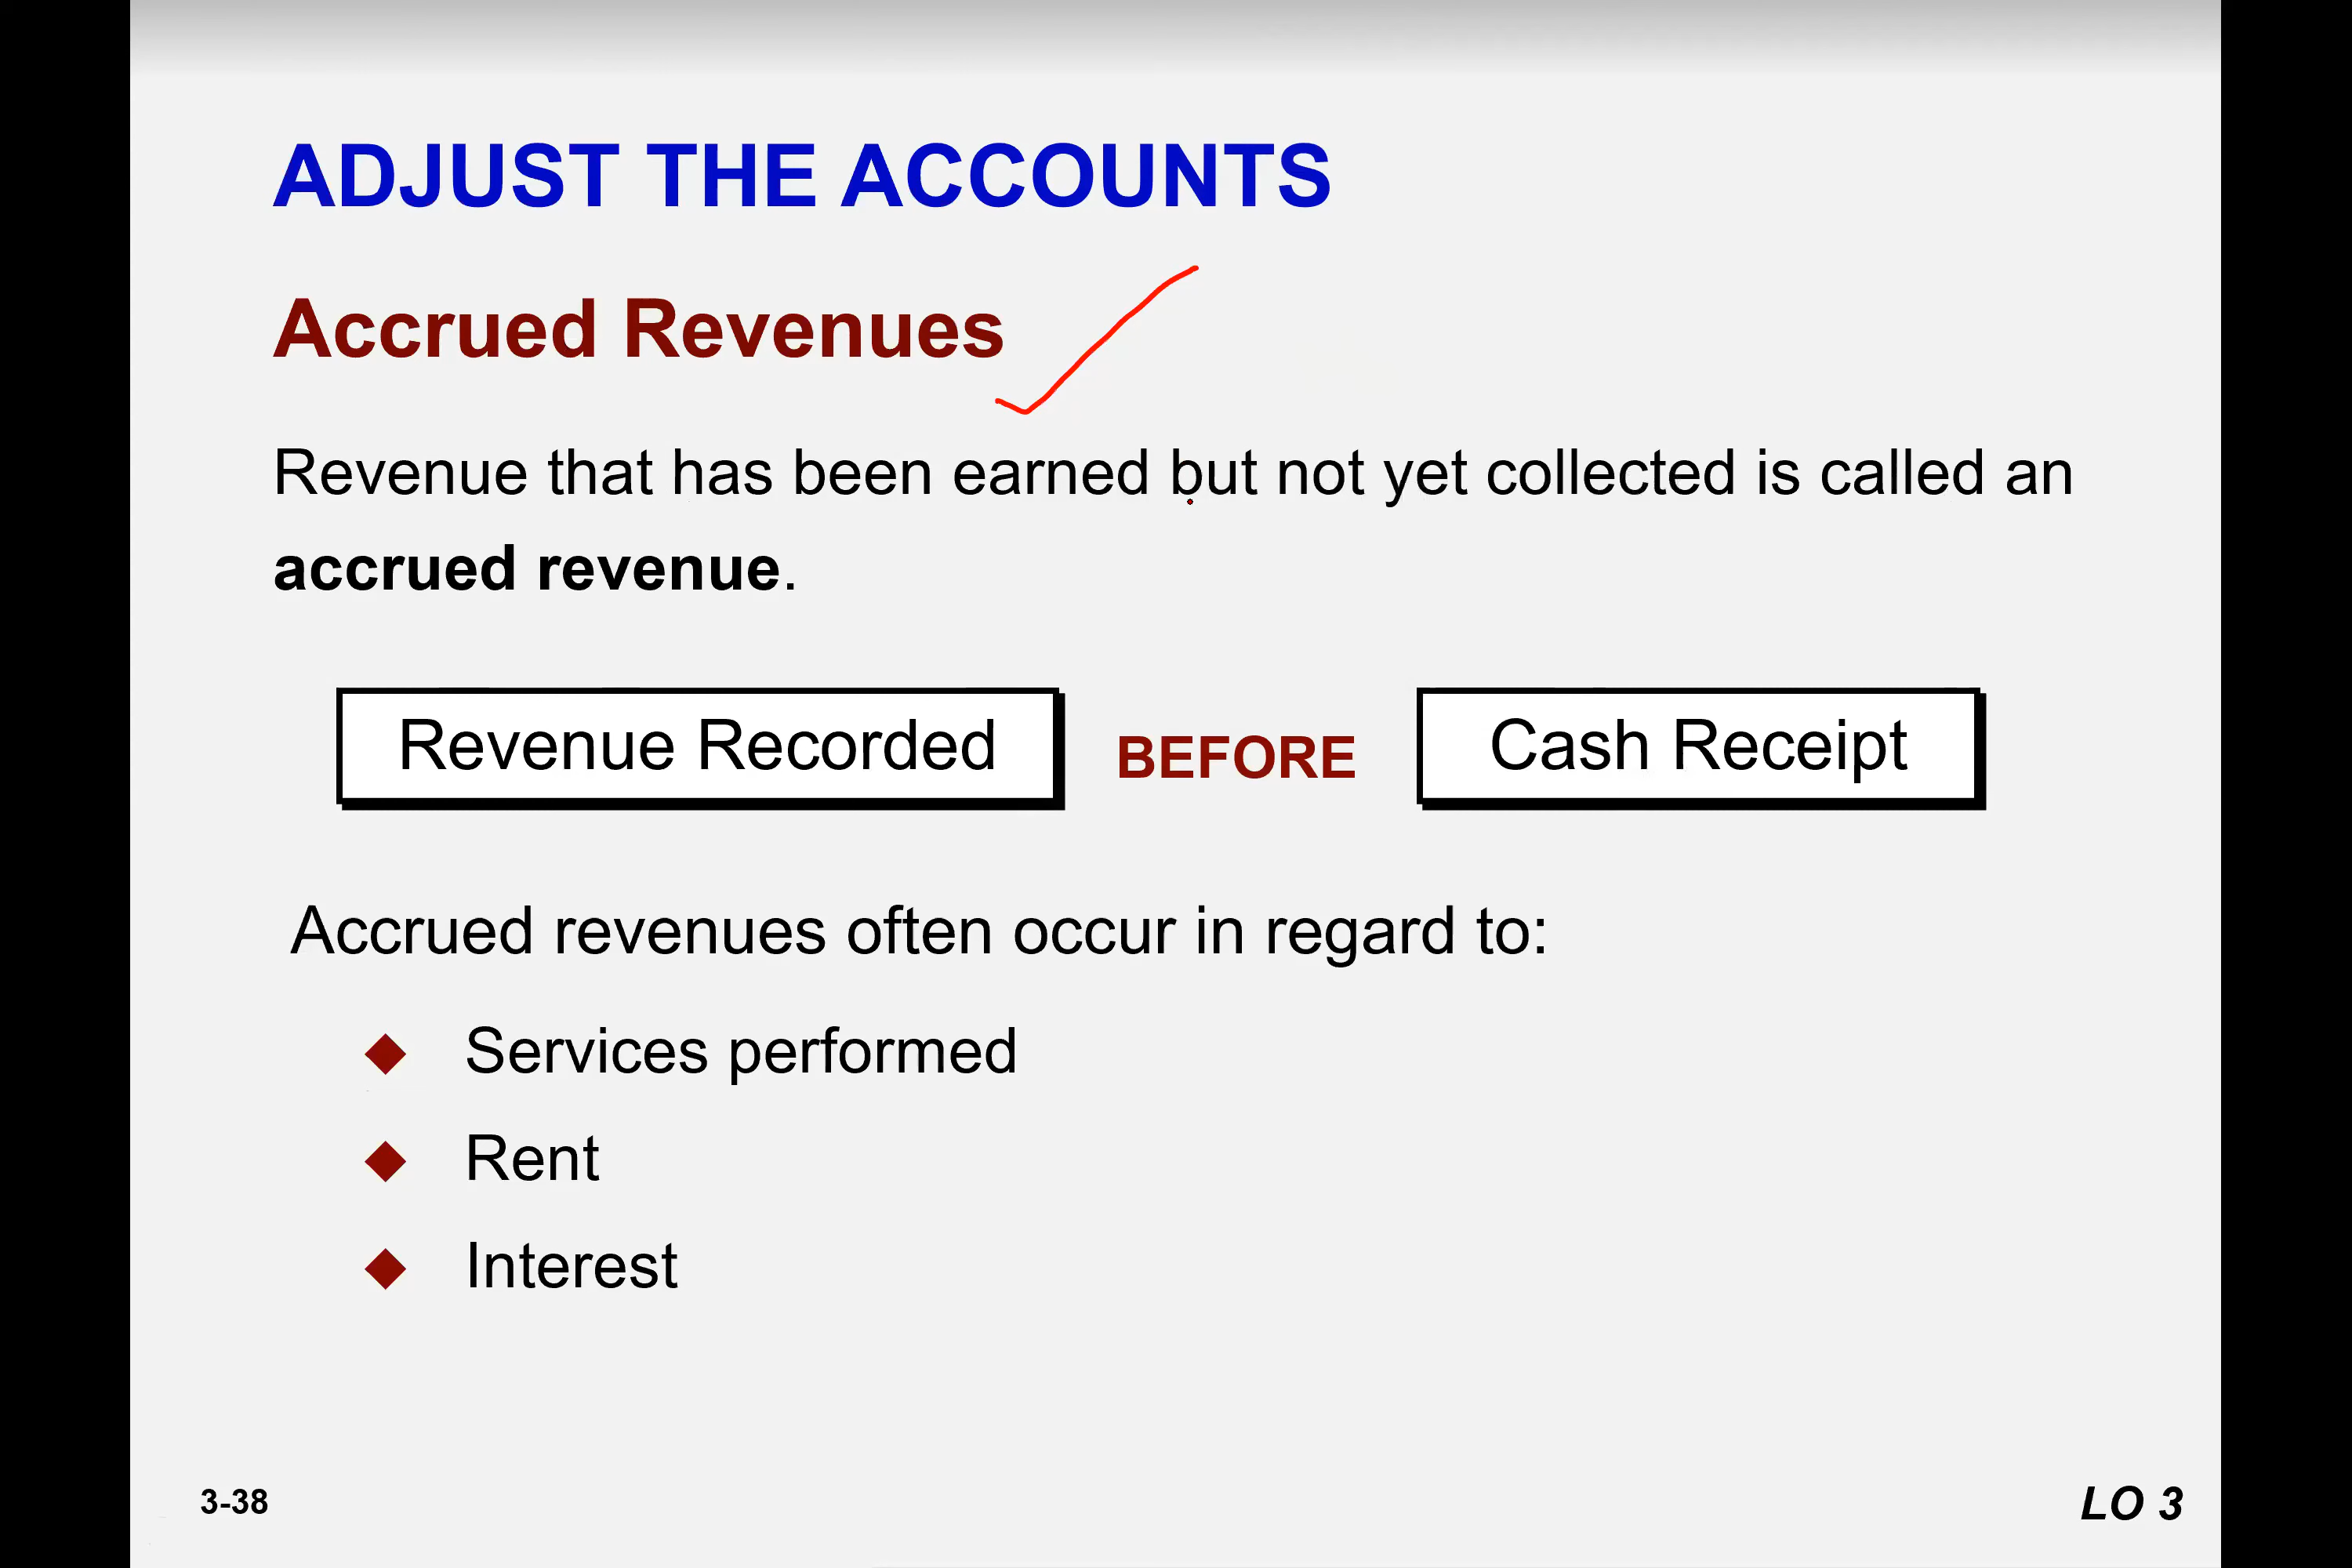 ADJUST THE ACCOUNTS
Accrued Revenues
Revenue that has been earned but not yet collected is called an
accrued revenue.
Revenue Recorded BEFORE Cash Receipt
Accrued revenues often occur in regard to:
Services performed
Rent
Interest
3-38 LO 3